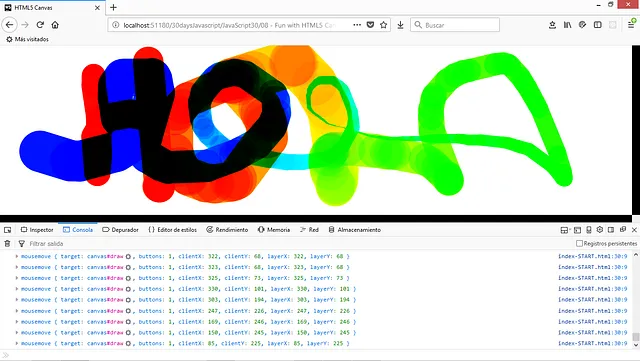 HTML5 Canvas
localhost:51180/30daysJavascript/JavaScript30/08 - Fun with HTML5 Can
Buscar
Más visitados
Inspector Consola Depurador Editor de estilos Rendimiento Memoria Red Almacenamiento
Filtrar salida Registros persistentes
mousemove { target: canvas#draw , buttons: 1, clientX: 322, clientY: 68, layerX: 322, layerY: 68 } index-START.html:30:9
mousemove { target: canvas#draw , buttons: 1, clientX: 323, clientY: 68, layerX: 323, layerY: 68 } index-START.html:30:9
mousemove { target: canvas#draw , buttons: 1, clientX: 325, clientY: 73, layerX: 325, layerY: 73 } index-START.html:30:9
mousemove { target: canvas#draw , buttons: 1, clientX: 330, clientY: 101, layerX: 330, layerY: 101 } index-START.html:30:9
mousemove { target: canvas#draw , buttons: 1, clientX: 303, clientY: 194, layerX: 303, layerY: 194 } index-START.html:30:9
mousemove { target: canvas#draw , buttons: 1, clientX: 226, clientY: 247, layerX: 226, layerY: 247 } index-START.html:30:9
mousemove { target: canvas#draw , buttons: 1, clientX: 169, clientY: 246, layerX: 169, layerY: 246 } index-START.html:30:9
mousemove { target: canvas#draw , buttons: 1, clientX: 150, clientY: 245, layerX: 150, layerY: 245 } index-START.html:30:9
mousemove { target: canvas#draw , buttons: 1, clientX: 85, clientY: 225, layerX: 85, layerY: 225 } index-START.html:30:9